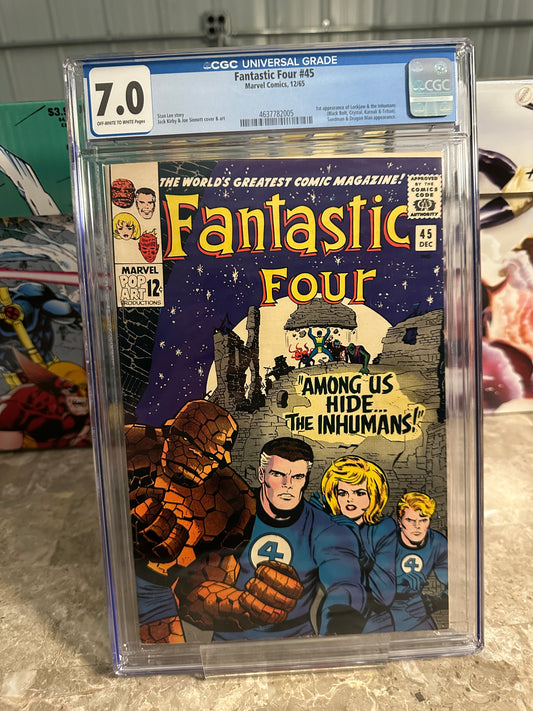 CGC UNIVERSAL GRADE
7.0
OFF-WHITE TO WHITE Pages
Fantastic Four #45
Marvel Comics, 12/65
Stan Lee story
Jack Kirby & Joe Sinnott cover & art
4637782005
1st appearance of Lockjaw & the Inhumans
(Black Bolt, Crystal, Karnak & Triton).
Sandman & Dragon Man appearance.
CGC
$3.9
THE WORLD'S GREATEST COMIC MAGAZINE!
APPROVED
BY THE
COMICS
CODE
CA
AUTHORITY
Fantastic
Four
45
DEC
MARVEL
POP
ART
PRODUCTIONS
12¢
"AMONG US
HIDE...
THE INHUMANS!"
4
4